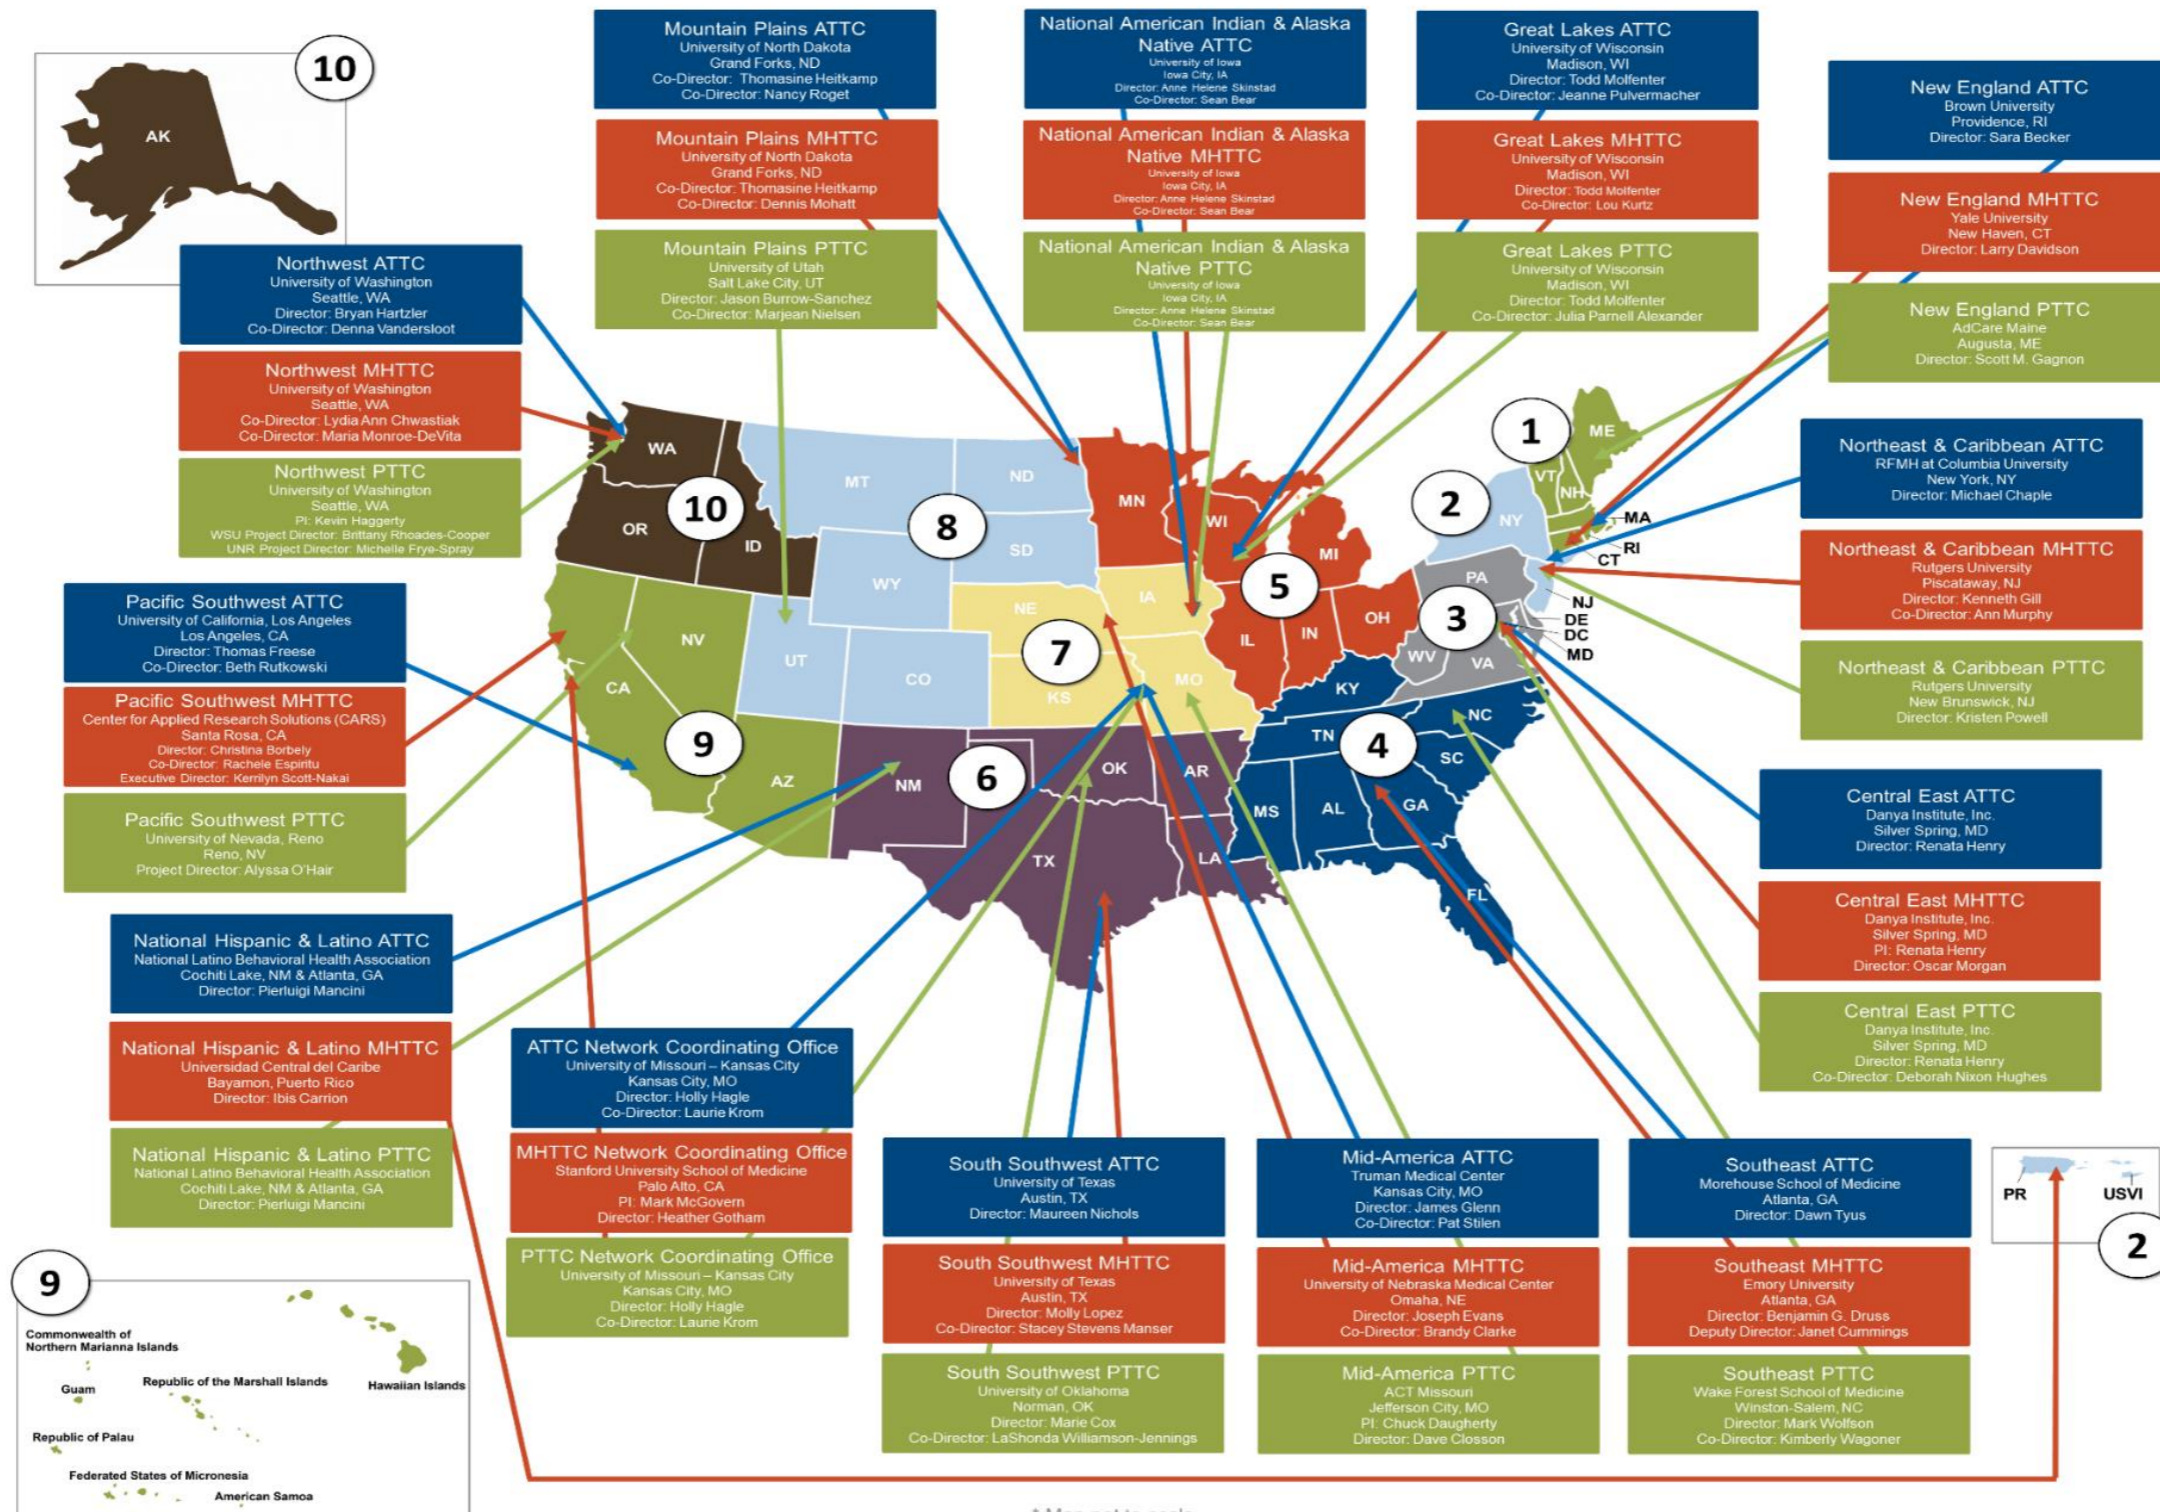 10
AK
Mountain Plains ATTC
University of North Dakota
Grand Forks, ND
Co-Director: Thomasine Heitkamp
Co-Director: Nancy Roget
Mountain Plains MHTTC
University of North Dakota
Grand Forks, ND
Co-Director: Thomasine Heitkamp
Co-Director: Dennis Mohatt
Mountain Plains PTTC
University of Utah
Salt Lake City, UT
Director: Jason Burrow-Sanchez
Co-Director: Marjean Nielsen
National American Indian & Alaska
Native ATTC
University of Iowa
Iowa City, IA
Director: Anne Helene Skinstad
Co-Director: Sean Bear
National American Indian & Alaska
Native MHTTC
University of Iowa
Iowa City, IA
Director: Anne Helene Skinstad
Co-Director: Sean Bear
National American Indian & Alaska
Native PTTC
University of Iowa
Iowa City, IA
Director: Anne Helene Skinstad
Co-Director: Sean Bear
Great Lakes ATTC
University of Wisconsin
Madison, WI
Director: Todd Molfenter
Co-Director: Jeanne Pulvermacher
Great Lakes MHTTC
University of Wisconsin
Madison, WI
Director: Todd Molfenter
Co-Director: Lou Kurtz
Great Lakes PTTC
University of Wisconsin
Madison, WI
Director: Todd Molfenter
Co-Director: Julia Parnell Alexander
New England ATTC
Brown University
Providence, RI
Director: Sara Becker
New England MHTTC
Yale University
New Haven, CT
Director: Larry Davidson
New England PTTC
AdCare Maine
Augusta, ME
Director: Scott M. Gagnon
Northwest ATTC
University of Washington
Seattle, WA
Director: Bryan Hartzler
Co-Director: Denna Vandersloot
Northwest MHTTC
University of Washington
Seattle, WA
Co-Director: Lydia Ann Chwastiak
Co-Director: Maria Monroe-DeVita
Northwest PTTC
University of Washington
Seattle, WA
PI: Kevin Haggerty
WSU Project Director: Brittany Rhoades-Cooper
UNR Project Director: Michelle Frye-Spray
Pacific Southwest ATTC
University of California, Los Angeles
Los Angeles, CA
Director: Thomas Freese
Co-Director: Beth Rutkowski
Pacific Southwest MHTTC
Center for Applied Research Solutions (CARS)
Santa Rosa, CA
Director: Christina Borbely
Co-Director: Rachele Espiritu
Executive Director: Kerrilyn Scott-Nakai
Pacific Southwest PTTC
University of Nevada, Reno
Reno, NV
Project Director: Alyssa O'Hair
WA
OR
ID
10
MT
ND
SD
WY
UT
CO
8
NE
KS
IA
MO
7
CA
NV
AZ
9
NM
OK
TX
AR
LA
6
MN
WI
MI
IL
IN
OH
5
KY
TN
NC
SC
MS
AL
GA
FL
4
PA
WV
VA
3
DE
DC
MD
NY
NJ
2
1
ME
VT
NH
MA
RI
CT
Northeast & Caribbean ATTC
RFMH at Columbia University
New York, NY
Director: Michael Chaple
Northeast & Caribbean MHTTC
Rutgers University
Piscataway, NJ
Director: Kenneth Gill
Co-Director: Ann Murphy
Northeast & Caribbean PTTC
Rutgers University
New Brunswick, NJ
Director: Kristen Powell
Central East ATTC
Danya Institute, Inc.
Silver Spring, MD
Director: Renata Henry
Central East MHTTC
Danya Institute, Inc.
Silver Spring, MD
PI: Renata Henry
Director: Oscar Morgan
Central East PTTC
Danya Institute, Inc.
Silver Spring, MD
Director: Renata Henry
Co-Director: Deborah Nixon Hughes
National Hispanic & Latino ATTC
National Latino Behavioral Health Association
Cochiti Lake, NM & Atlanta, GA
Director: Pierluigi Mancini
National Hispanic & Latino MHTTC
Universidad Central del Caribe
Bayamon, Puerto Rico
Director: Ibis Carrion
National Hispanic & Latino PTTC
National Latino Behavioral Health Association
Cochiti Lake, NM & Atlanta, GA
Director: Pierluigi Mancini
ATTC Network Coordinating Office
University of Missouri – Kansas City
Kansas City, MO
Director: Holly Hagle
Co-Director: Laurie Krom
MHTTC Network Coordinating Office
Stanford University School of Medicine
Palo Alto, CA
PI: Mark McGovern
Director: Heather Gotham
PTTC Network Coordinating Office
University of Missouri – Kansas City
Kansas City, MO
Director: Holly Hagle
Co-Director: Laurie Krom
South Southwest ATTC
University of Texas
Austin, TX
Director: Maureen Nichols
South Southwest MHTTC
University of Texas
Austin, TX
Director: Molly Lopez
Co-Director: Stacey Stevens Manser
South Southwest PTTC
University of Oklahoma
Norman, OK
Director: Marie Cox
Co-Director: LaShonda Williamson-Jennings
Mid-America ATTC
Truman Medical Center
Kansas City, MO
Director: James Glenn
Co-Director: Pat Stilen
Mid-America MHTTC
University of Nebraska Medical Center
Omaha, NE
Director: Joseph Evans
Co-Director: Brandy Clarke
Mid-America PTTC
ACT Missouri
Jefferson City, MO
PI: Chuck Daugherty
Director: Dave Closson
Southeast ATTC
Morehouse School of Medicine
Atlanta, GA
Director: Dawn Tyus
Southeast MHTTC
Emory University
Atlanta, GA
Director: Benjamin G. Druss
Deputy Director: Janet Cummings
Southeast PTTC
Wake Forest School of Medicine
Winston-Salem, NC
Director: Mark Wolfson
Co-Director: Kimberly Wagoner
PR
USVI
2
9
Commonwealth of
Northern Marianna Islands
Guam
Republic of the Marshall Islands
Hawaiian Islands
Republic of Palau
Federated States of Micronesia
American Samoa